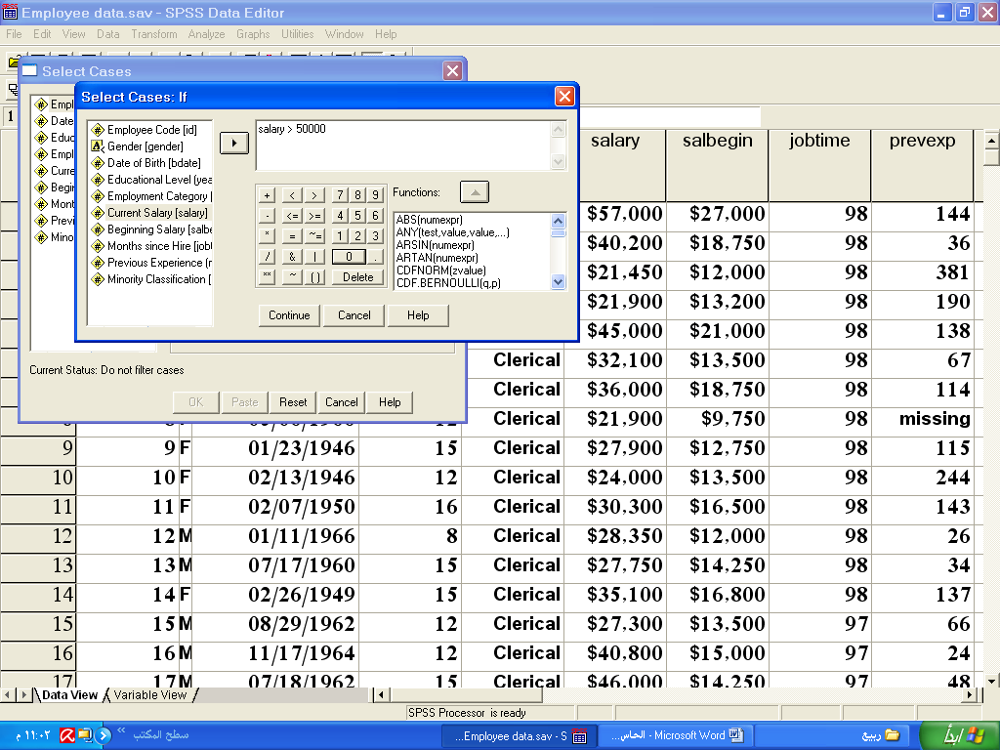 Employee data.sav - SPSS Data Editor
File Edit View Data Transform Analyze Graphs Utilities Window Help
Select Cases
Select Cases: If
1
Empl
Date
Educ
Empl
Curre
Begin
Mont
Previ
Mino
Employee Code [id]
Gender [gender]
Date of Birth [bdate]
Educational Level (yea
Employment Category [
Current Salary [salary]
Beginning Salary [salbe
Months since Hire [jobt
Previous Experience (r
Minority Classification [
salary > 50000
+ < > 7 8 9
- <= >= 4 5 6
* = ~= 1 2 3
/ & | 0 .
** ~ ( ) Delete
Functions:
ABS(numexpr)
ANY(test,value,value,...)
ARSIN(numexpr)
ARTAN(numexpr)
CDFNORM(zvalue)
CDF.BERNOULLI(q,p)
Continue Cancel Help
Current Status: Do not filter cases
OK Paste Reset Cancel Help
salary salbegin jobtime prevexp
$57,000 $27,000 98 144
$40,200 $18,750 98 36
$21,450 $12,000 98 381
$21,900 $13,200 98 190
$45,000 $21,000 98 138
Clerical $32,100 $13,500 98 67
Clerical $36,000 $18,750 98 114
Clerical $21,900 $9,750 98 missing
9 9 F 01/23/1946 15 Clerical $27,900 $12,750 98 115
10 10 F 02/13/1946 12 Clerical $24,000 $13,500 98 244
11 11 F 02/07/1950 16 Clerical $30,300 $16,500 98 143
12 12 M 01/11/1966 8 Clerical $28,350 $12,000 98 26
13 13 M 07/17/1960 15 Clerical $27,750 $14,250 98 34
14 14 F 02/26/1949 15 Clerical $35,100 $16,800 98 137
15 15 M 08/29/1962 12 Clerical $27,300 $13,500 97 66
16 16 M 11/17/1964 12 Clerical $40,800 $15,000 97 24
17 17 M 07/18/1962 15 Clerical $46,000 $14,250 97 48
Data View Variable View
SPSS Processor is ready
١١:٠٢ م
سطح المكتب
...Employee data.sav - S
...الحاس - Microsoft Word
ربيع
ابدأ